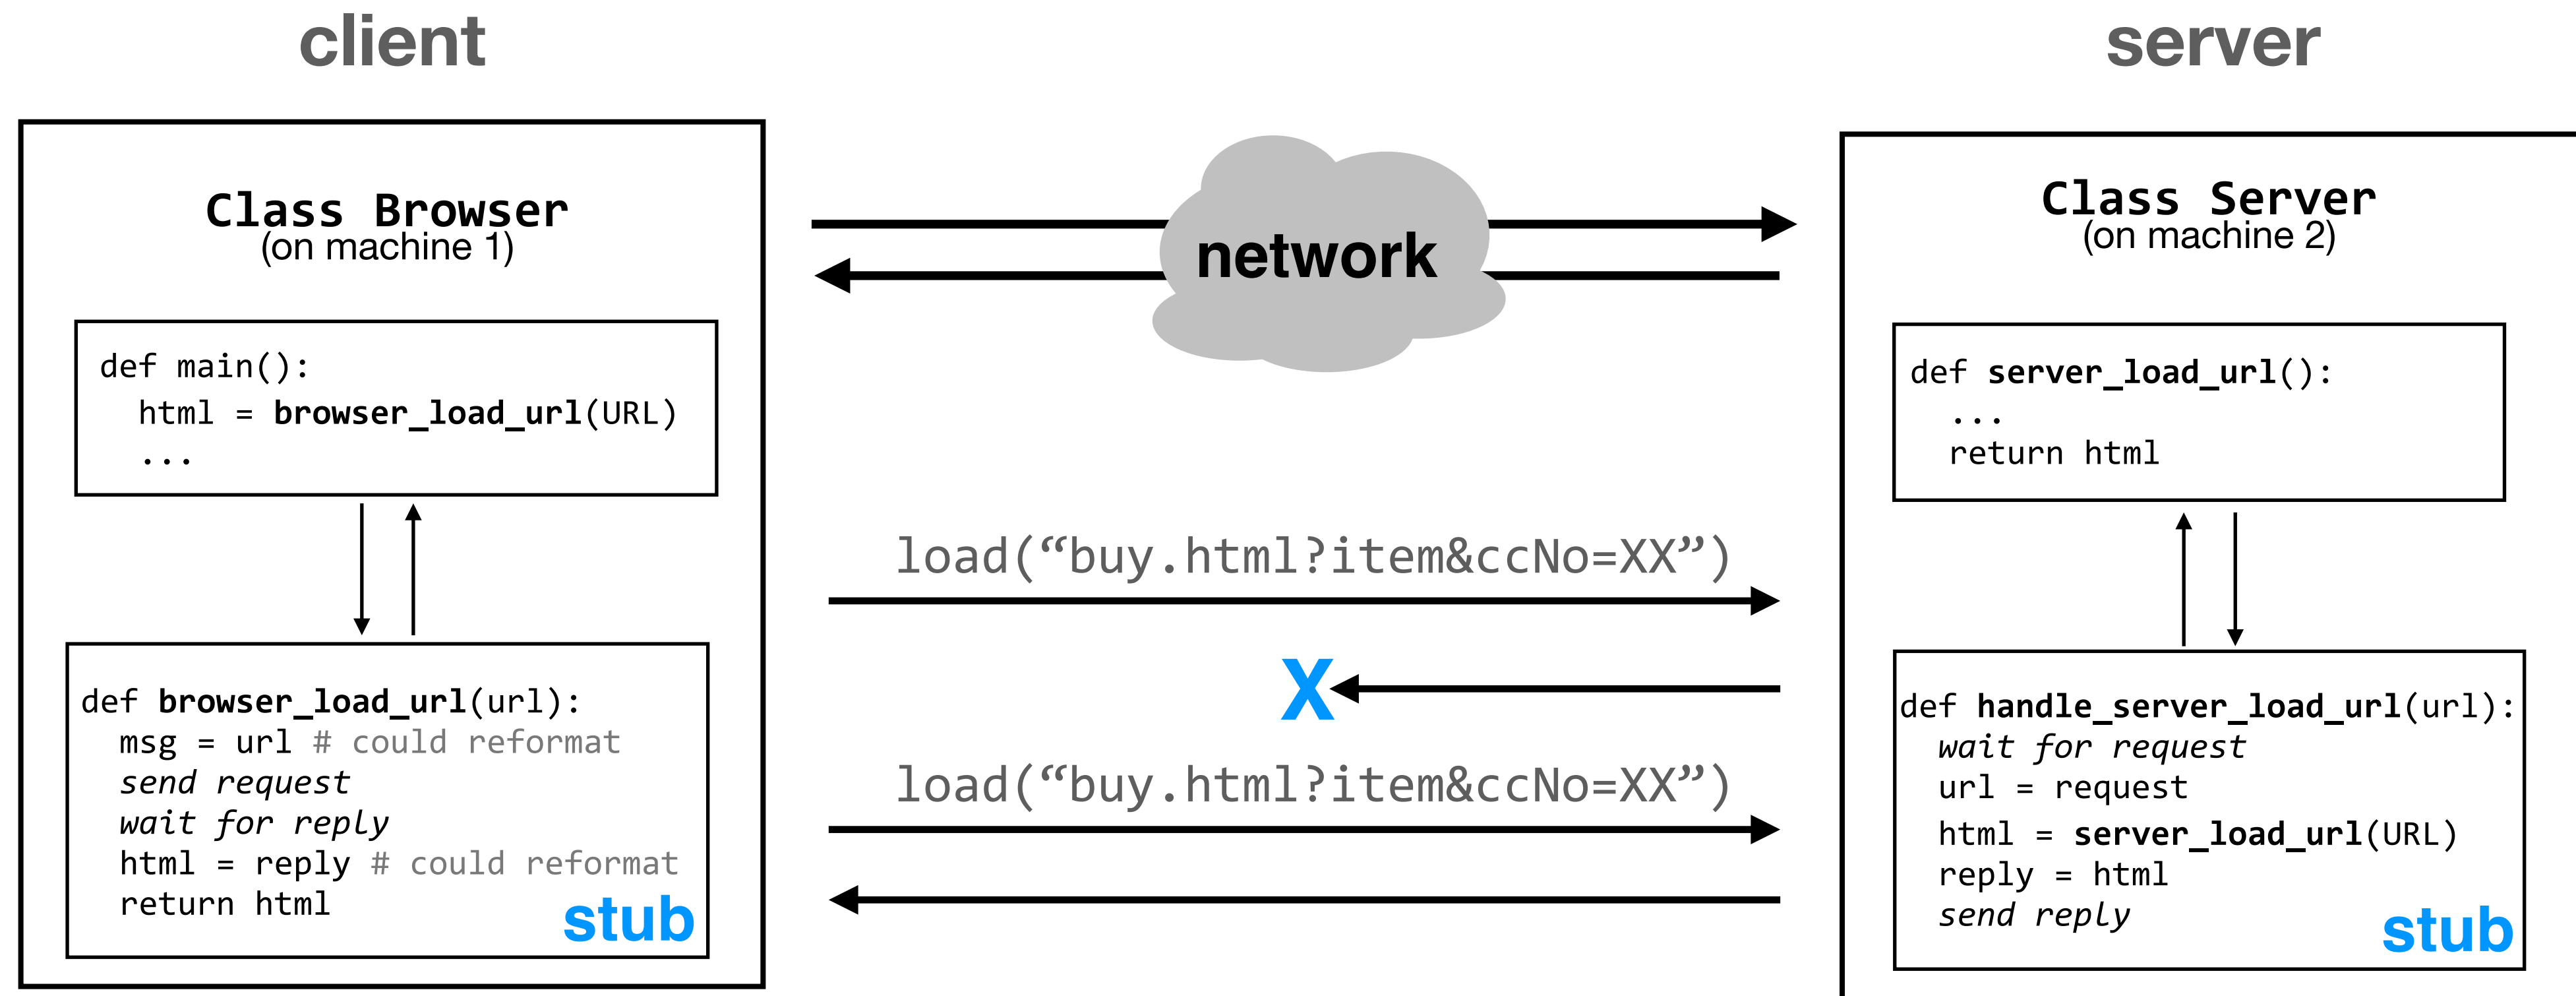 client
Class Browser
(on machine 1)
def main():
  html = browser_load_url(URL)
  ...
def browser_load_url(url):
  msg = url # could reformat
  send request
  wait for reply
  html = reply # could reformat
  return html
stub
network
load(“buy.html?item&ccNo=XX”)
X
load(“buy.html?item&ccNo=XX”)
server
Class Server
(on machine 2)
def server_load_url():
  ...
  return html
def handle_server_load_url(url):
  wait for request
  url = request
  html = server_load_url(URL)
  reply = html
  send reply
stub